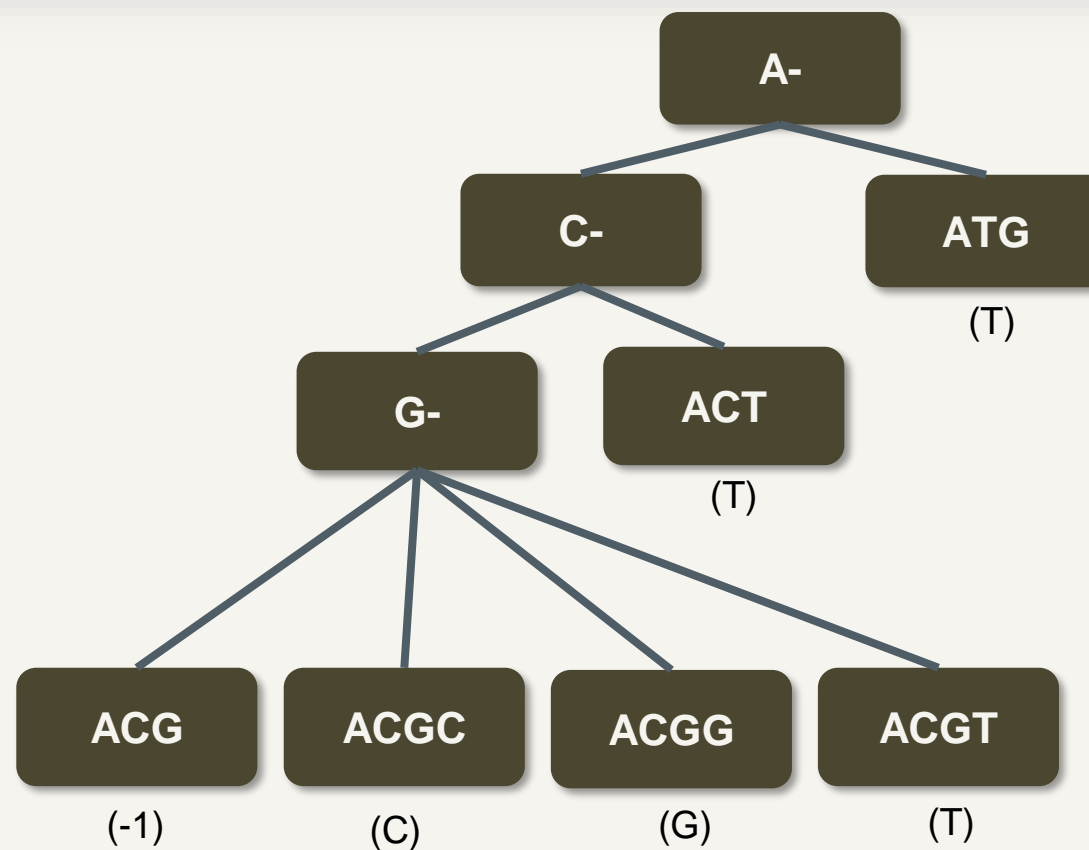 A-
C-
ATG
(T)
G-
ACT
(T)
ACG
ACGC
ACGG
ACGT
(-1)
(C)
(G)
(T)